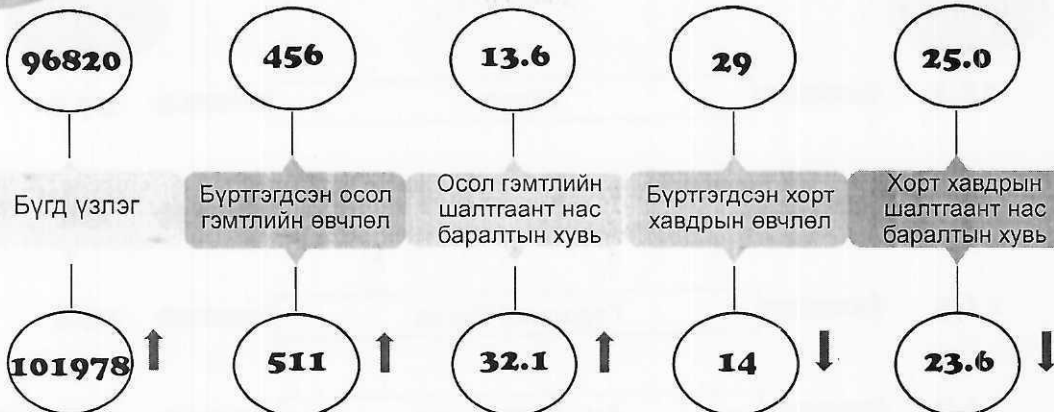 96820
456
13.6
29
25.0
Бүгд үзлэг
Бүртгэгдсэн осол
гэмтлийн өвчлөл
Осол гэмтлийн
шалтгаант нас
баралтын хувь
Бүртгэгдсэн хорт
хавдрын өвчлөл
Хорт хавдрын
шалтгаант нас
баралтын хувь
101978
511
32.1
14
23.6